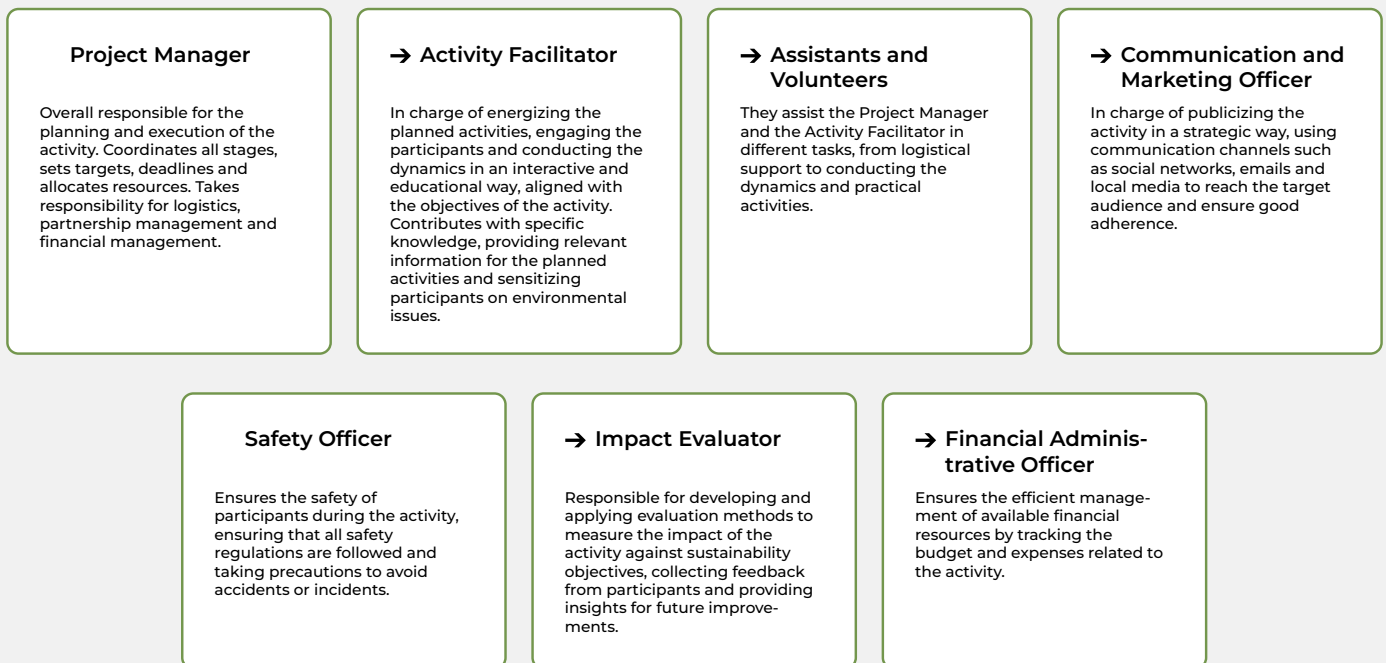 Project Manager
Overall responsible for the
planning and execution of the
activity. Coordinates all stages,
sets targets, deadlines and
allocates resources. Takes
responsibility for logistics,
partnership management and
financial management.
➔ Activity Facilitator
In charge of energizing the
planned activities, engaging the
participants and conducting the
dynamics in an interactive and
educational way, aligned with
the objectives of the activity.
Contributes with specific
knowledge, providing relevant
information for the planned
activities and sensitizing
participants on environmental
issues.
➔ Assistants and
Volunteers
They assist the Project Manager
and the Activity Facilitator in
different tasks, from logistical
support to conducting the
dynamics and practical
activities.
➔ Communication and
Marketing Officer
In charge of publicizing the
activity in a strategic way, using
communication channels such
as social networks, emails and
local media to reach the target
audience and ensure good
adherence.
Safety Officer
Ensures the safety of
participants during the activity,
ensuring that all safety
regulations are followed and
taking precautions to avoid
accidents or incidents.
➔ Impact Evaluator
Responsible for developing and
applying evaluation methods to
measure the impact of the
activity against sustainability
objectives, collecting feedback
from participants and providing
insights for future improve-
ments.
➔ Financial Adminis-
trative Officer
Ensures the efficient manage-
ment of available financial
resources by tracking the
budget and expenses related to
the activity.